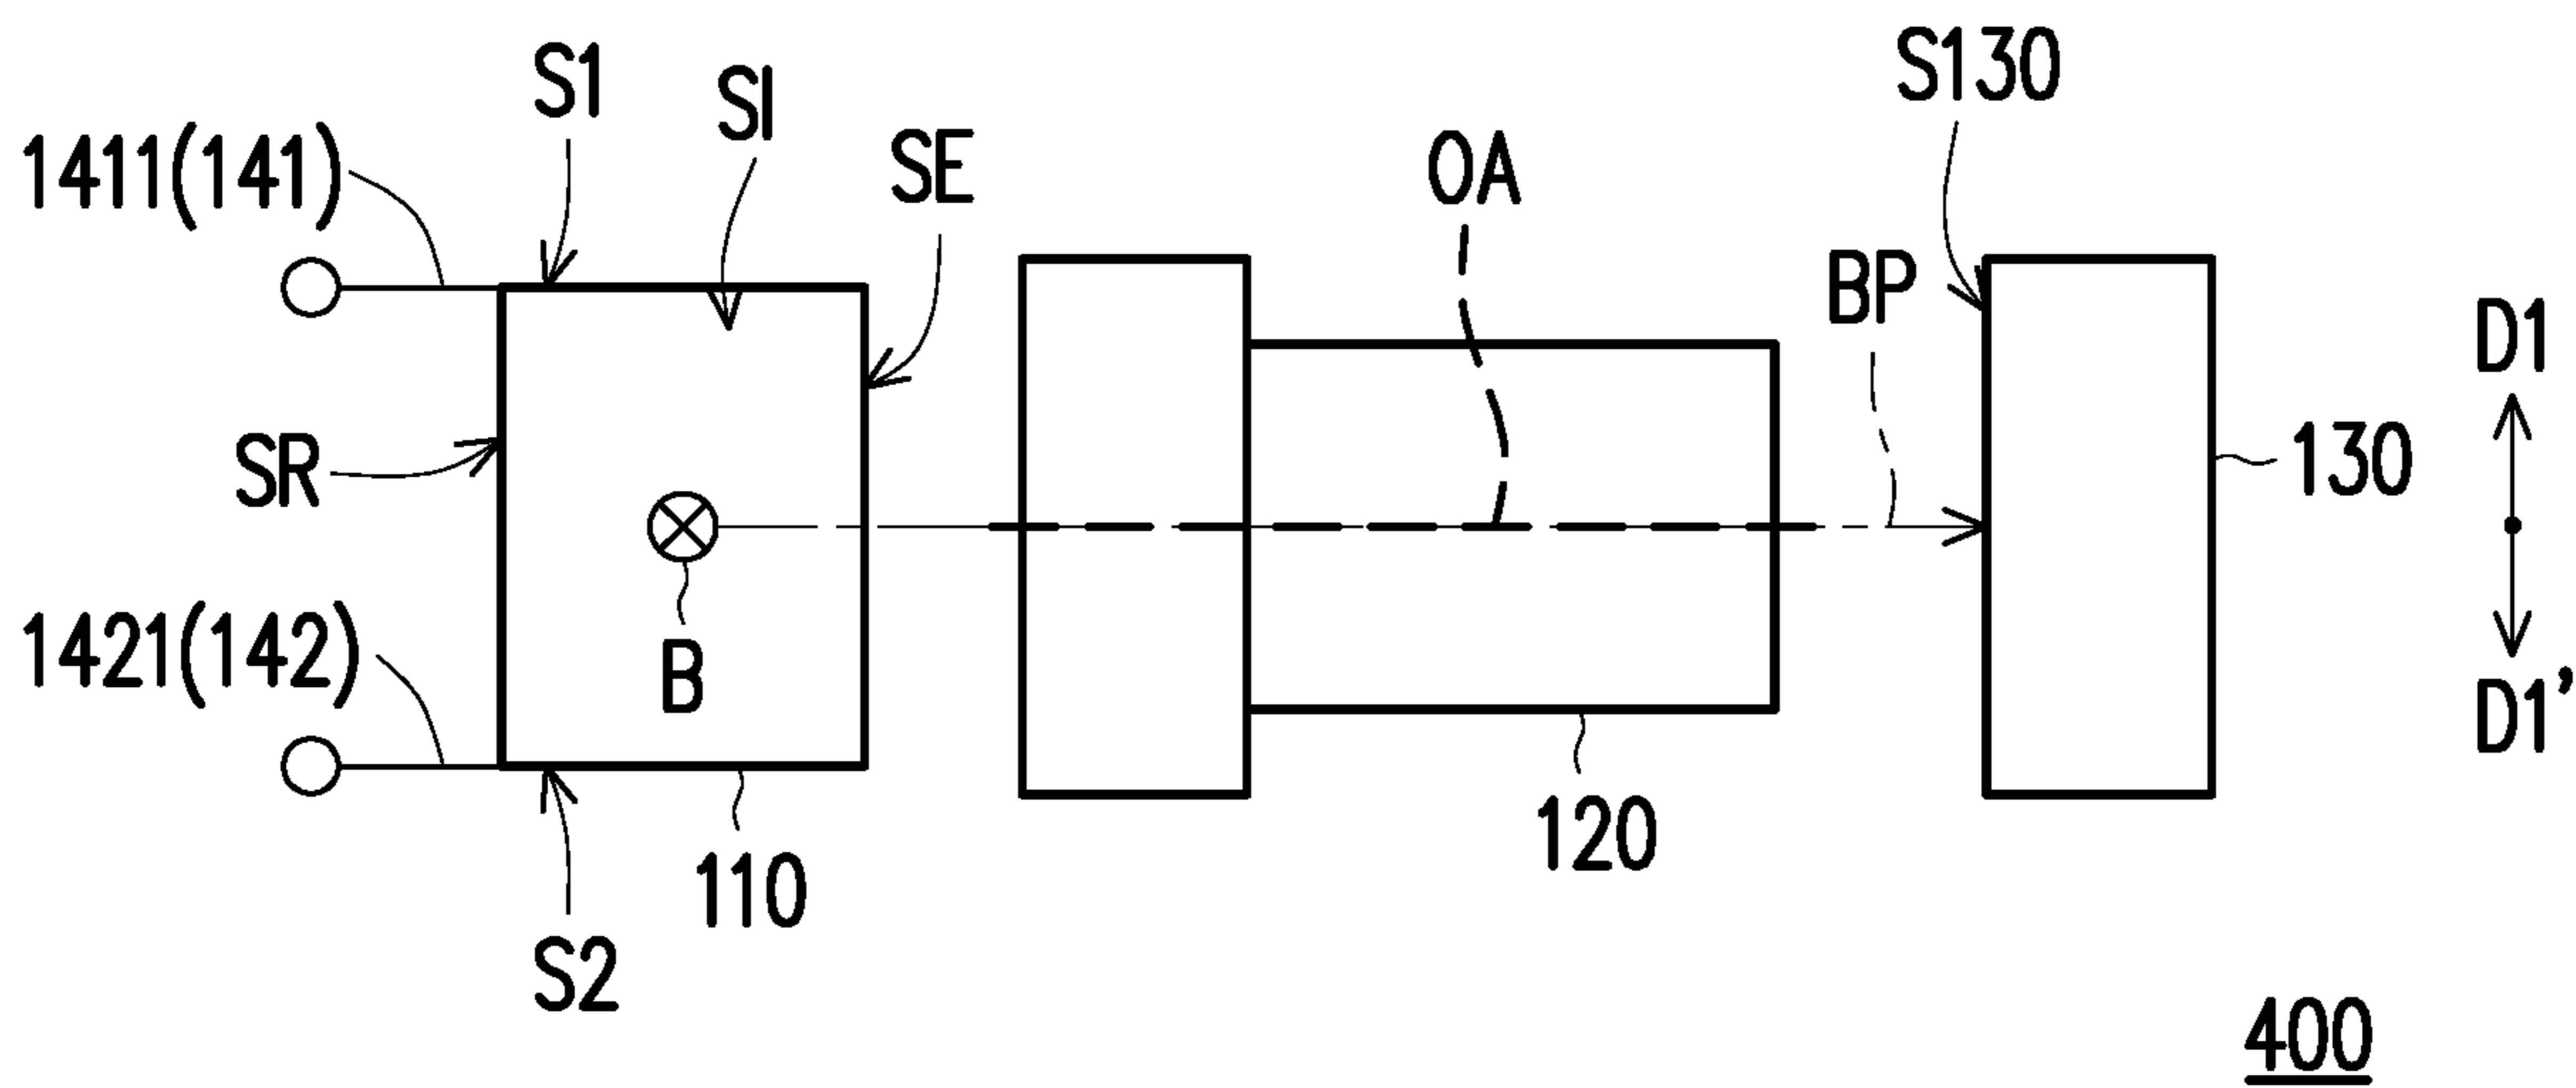 S1
SI
SE
OA
S130
1411(141)
BP
D1
SR
130
1421(142)
B
D1’
120
110
S2
400